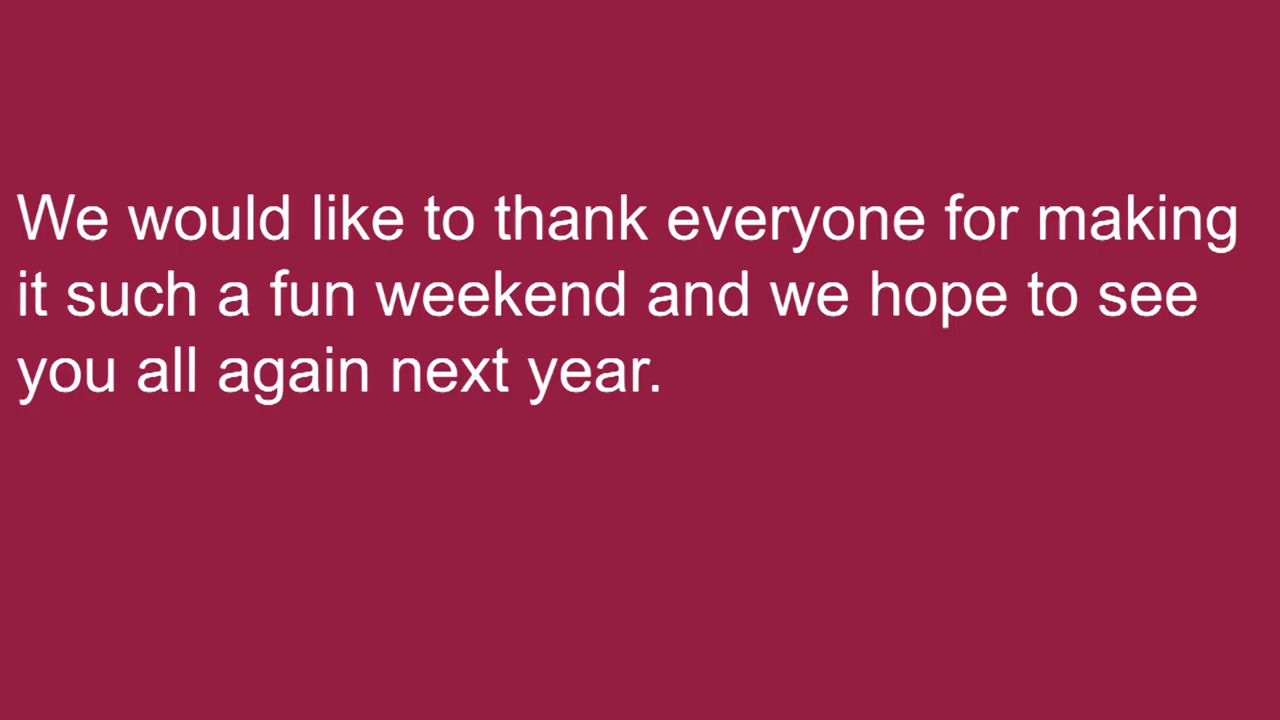 We would like to thank everyone for making
it such a fun weekend and we hope to see
you all again next year.